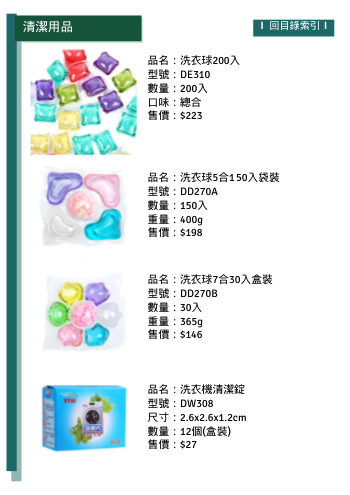 清潔用品
I 回目錄索引 I
品名：洗衣球200入
型號：DE310
數量：200入
口味：總合
售價：$223
品名：洗衣球5合150入袋裝
型號：DD270A
數量：150入
重量：400g
售價：$198
品名：洗衣球7合30入盒裝
型號：DD270B
數量：30入
重量：365g
售價：$146
品名：洗衣機清潔錠
型號：DW308
尺寸：2.6x2.6x1.2cm
數量：12個(盒裝)
售價：$27